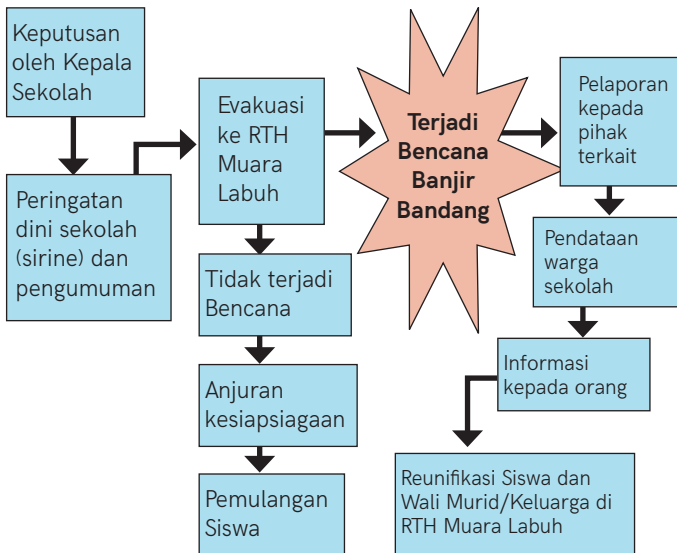 Keputusan
oleh Kepala
Sekolah
Peringatan
dini sekolah
(sirine) dan
pengumuman
Evakuasi
ke RTH
Muara
Labuh
Tidak terjadi
Bencana
Anjuran
kesiapsiagaan
Pemulangan
Siswa
Terjadi
Bencana
Banjir
Bandang
Pelaporan
kepada
pihak
terkait
Pendataan
warga
sekolah
Informasi
kepada orang
Reunifikasi Siswa dan
Wali Murid/Keluarga di
RTH Muara Labuh